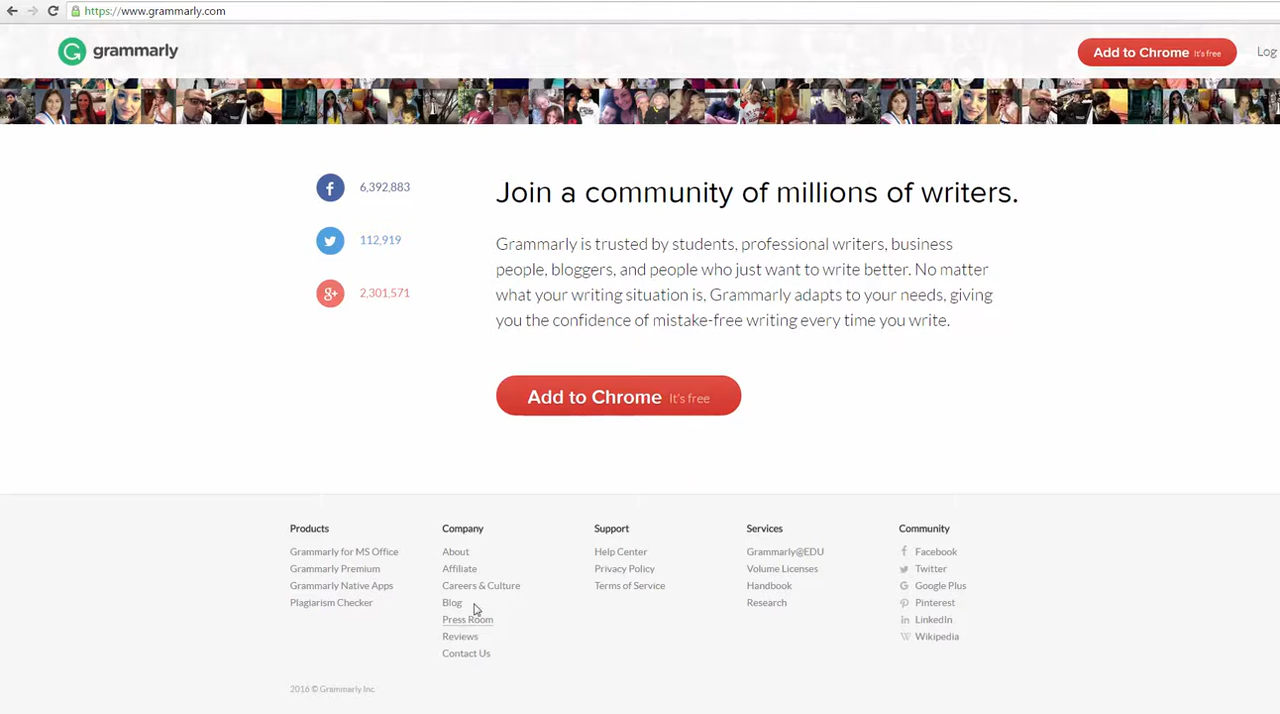 https://www.grammarly.com
G grammarly
Add to Chrome It's free
Log
6,392,883
112,919
2,301,571
Join a community of millions of writers.
Grammarly is trusted by students, professional writers, business
people, bloggers, and people who just want to write better. No matter
what your writing situation is, Grammarly adapts to your needs, giving
you the confidence of mistake-free writing every time you write.
Add to Chrome It's free
Products
Grammarly for MS Office
Grammarly Premium
Grammarly Native Apps
Plagiarism Checker
Company
About
Affiliate
Careers & Culture
Blog
Press Room
Reviews
Contact Us
Support
Help Center
Privacy Policy
Terms of Service
Services
Grammarly@EDU
Volume Licenses
Handbook
Research
Community
Facebook
Twitter
Google Plus
Pinterest
LinkedIn
Wikipedia
2016 © Grammarly Inc.